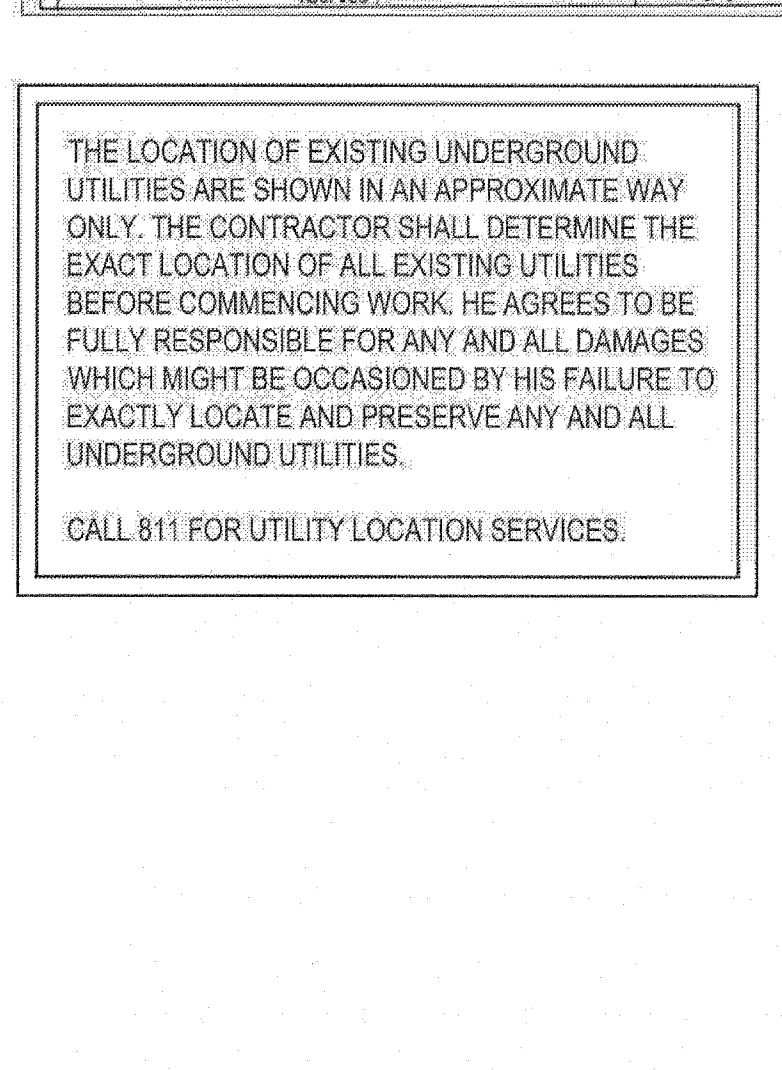 THE LOCATION OF EXISTING UNDERGROUND
UTILITIES ARE SHOWN IN AN APPROXIMATE WAY
ONLY. THE CONTRACTOR SHALL DETERMINE THE
EXACT LOCATION OF ALL EXISTING UTILITIES
BEFORE COMMENCING WORK. HE AGREES TO BE
FULLY RESPONSIBLE FOR ANY AND ALL DAMAGES
WHICH MIGHT BE OCCASIONED BY HIS FAILURE TO
EXACTLY LOCATE AND PRESERVE ANY AND ALL
UNDERGROUND UTILITIES.
CALL 811 FOR UTILITY LOCATION SERVICES.